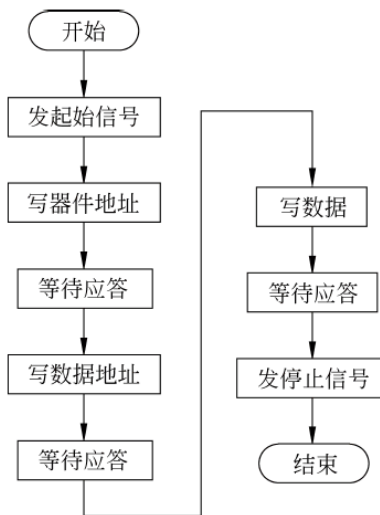 开始
发起始信号
写器件地址
等待应答
写数据地址
等待应答
写数据
等待应答
发停止信号
结束